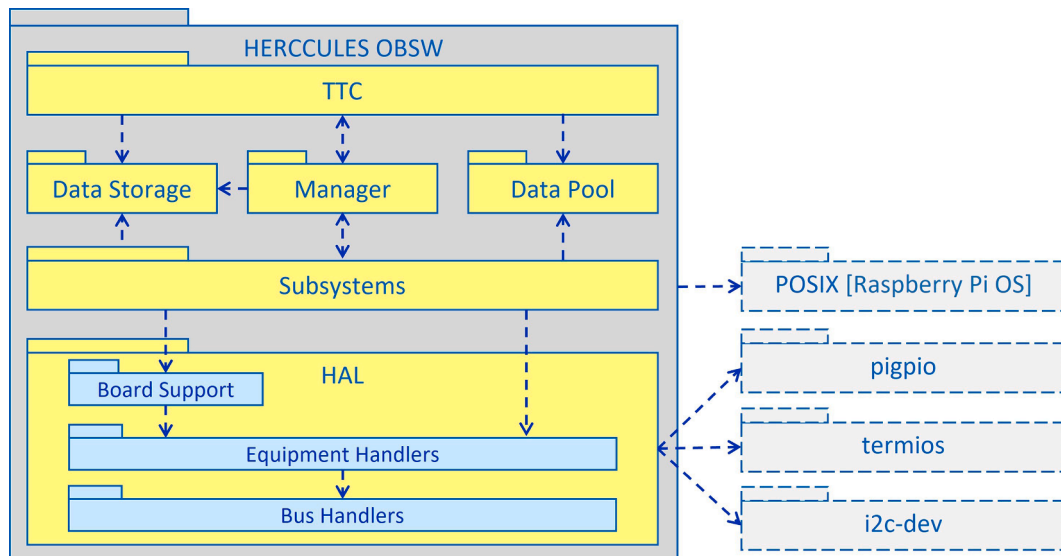 HERCCULES OBSW
TTC
Data Storage
Manager
Data Pool
Subsystems
POSIX [Raspberry Pi OS]
HAL
pigpio
Board Support
termios
Equipment Handlers
Bus Handlers
i2c-dev